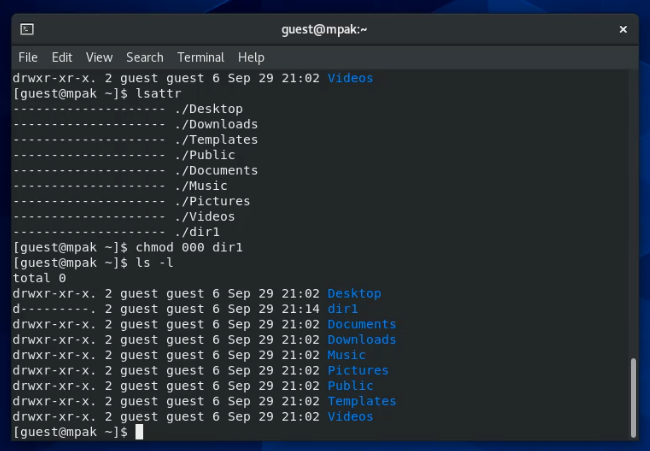 guest@mpak:~
File Edit View Search Terminal Help
drwxr-xr-x. 2 guest guest 6 Sep 29 21:02 Videos
[guest@mpak ~]$ lsattr
-------------------- ./Desktop
-------------------- ./Downloads
-------------------- ./Templates
-------------------- ./Public
-------------------- ./Documents
-------------------- ./Music
-------------------- ./Pictures
-------------------- ./Videos
-------------------- ./dir1
[guest@mpak ~]$ chmod 000 dir1
[guest@mpak ~]$ ls -l
total 0
drwxr-xr-x. 2 guest guest 6 Sep 29 21:02 Desktop
d---------. 2 guest guest 6 Sep 29 21:14 dir1
drwxr-xr-x. 2 guest guest 6 Sep 29 21:02 Documents
drwxr-xr-x. 2 guest guest 6 Sep 29 21:02 Downloads
drwxr-xr-x. 2 guest guest 6 Sep 29 21:02 Music
drwxr-xr-x. 2 guest guest 6 Sep 29 21:02 Pictures
drwxr-xr-x. 2 guest guest 6 Sep 29 21:02 Public
drwxr-xr-x. 2 guest guest 6 Sep 29 21:02 Templates
drwxr-xr-x. 2 guest guest 6 Sep 29 21:02 Videos
[guest@mpak ~]$